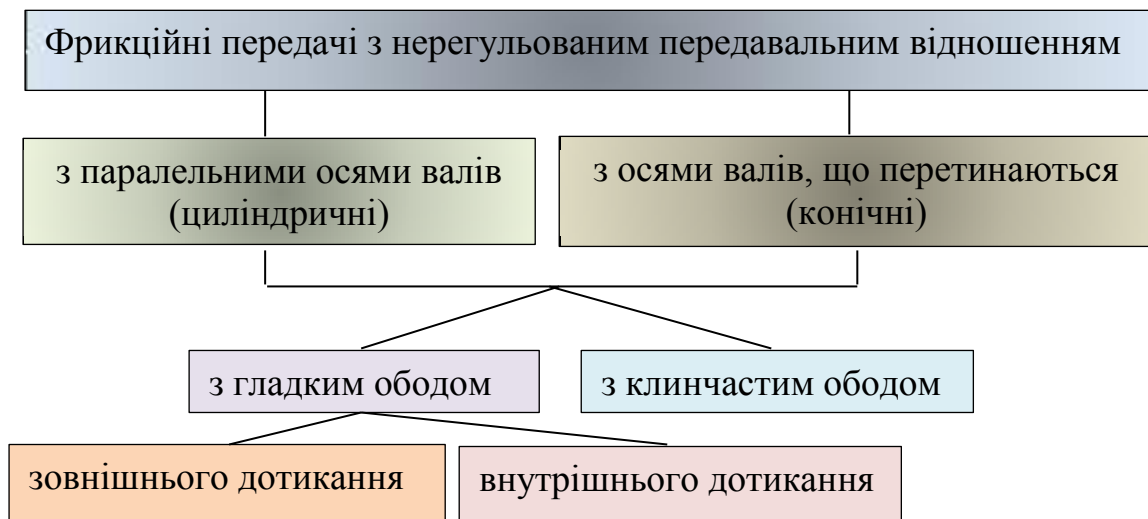 Фрикційні передачі з нерегульованим передавальним відношенням
з паралельними осями валів
(циліндричні)
з осями валів, що перетинаються
(конічні)
з гладким ободом
з клинчастим ободом
зовнішнього дотикання
внутрішнього дотикання